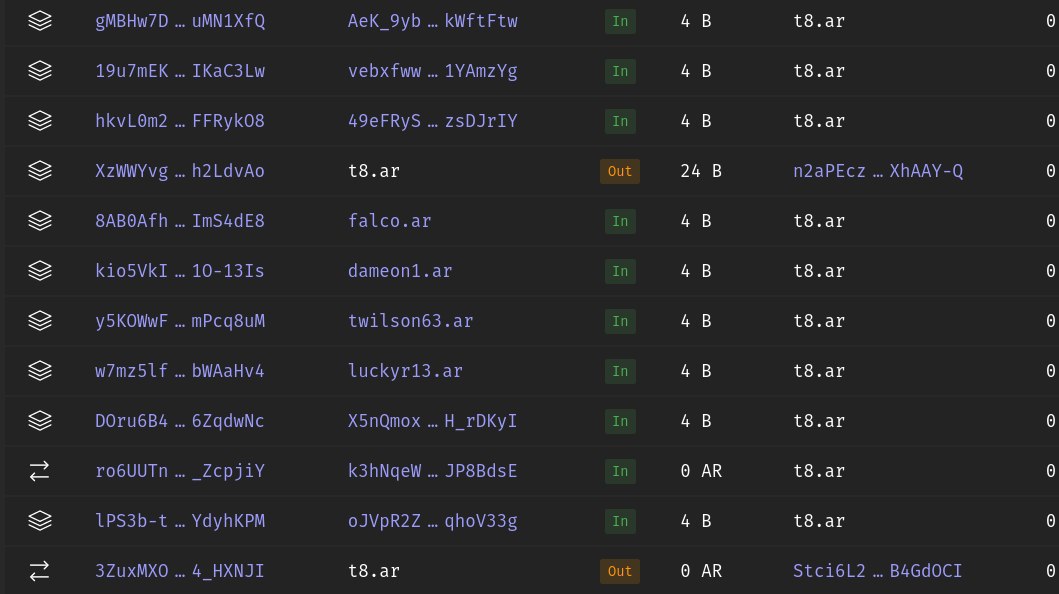 gMBHw7D … uMN1XfQ AeK_9yb … kWftFtw In 4 B t8.ar 0
19u7mEK … IKaC3Lw vebxfww … 1YAmzYg In 4 B t8.ar 0
hkvL0m2 … FFRykO8 49eFRyS … zsDJrIY In 4 B t8.ar 0
XzWWYvg … h2LdvAo t8.ar Out 24 B n2aPEcz … XhAAY-Q 0
8AB0Afh … ImS4dE8 falco.ar In 4 B t8.ar 0
kio5VkI … 1O-13Is dameon1.ar In 4 B t8.ar 0
y5KOWwF … mPcq8uM twilson63.ar In 4 B t8.ar 0
w7mz5lf … bWAaHv4 luckyr13.ar In 4 B t8.ar 0
DOru6B4 … 6ZqdwNc X5nQmox … H_rDKyI In 4 B t8.ar 0
ro6UUTn … _ZcpjiY k3hNqeW … JP8BdsE In 0 AR t8.ar 0
lPS3b-t … YdyhKPM oJVpR2Z … qhoV33g In 4 B t8.ar 0
3ZuxMXO … 4_HXNJI t8.ar Out 0 AR Stci6L2 … B4GdOCI 0